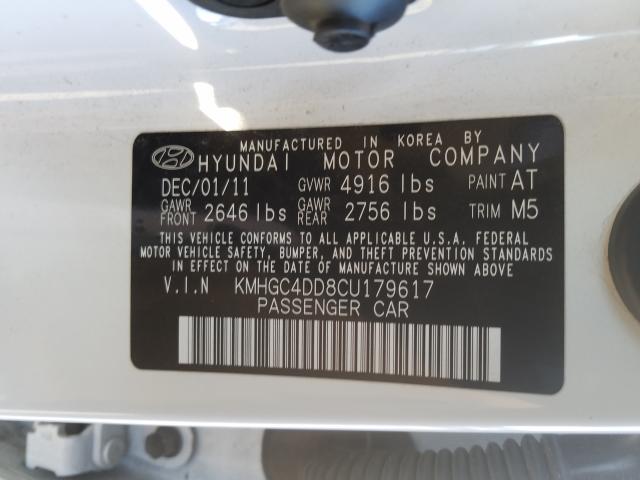 MANUFACTURED IN KOREA BY
HYUNDAI MOTOR COMPANY
DEC/01/11 GVWR 4916 lbs PAINT AT
GAWR FRONT 2646 lbs GAWR REAR 2756 lbs TRIM M5
THIS VEHICLE CONFORMS TO ALL APPLICABLE U.S.A. FEDERAL
MOTOR VEHICLE SAFETY, BUMPER, AND THEFT PREVENTION STANDARDS
IN EFFECT ON THE DATE OF MANUFACTURE SHOWN ABOVE
V.I.N KMHGC4DD8CU179617
PASSENGER CAR